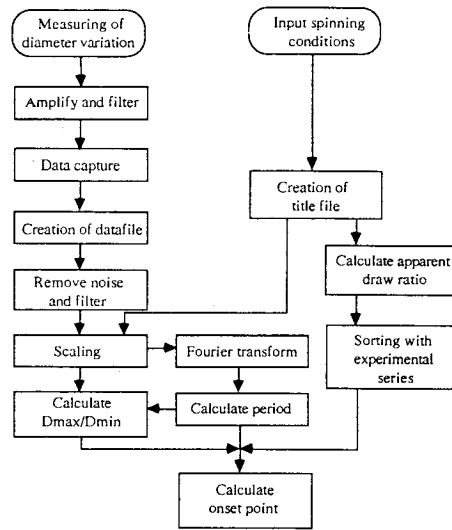 Measuring of
diameter variation
Input spinning
conditions
Amplify and filter
Data capture
Creation of
title file
Creation of datafile
Calculate apparent
draw ratio
Remove noise
and filter
Scaling
Fourier transform
Sorting with
experimental
series
Calculate
Dmax/Dmin
Calculate period
Calculate
onset point